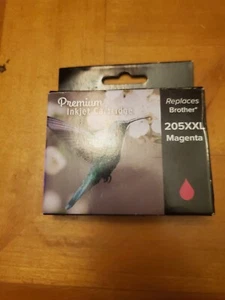 Premium
Inkjet Cartridges
Replaces
Brother®
205XXL
Magenta